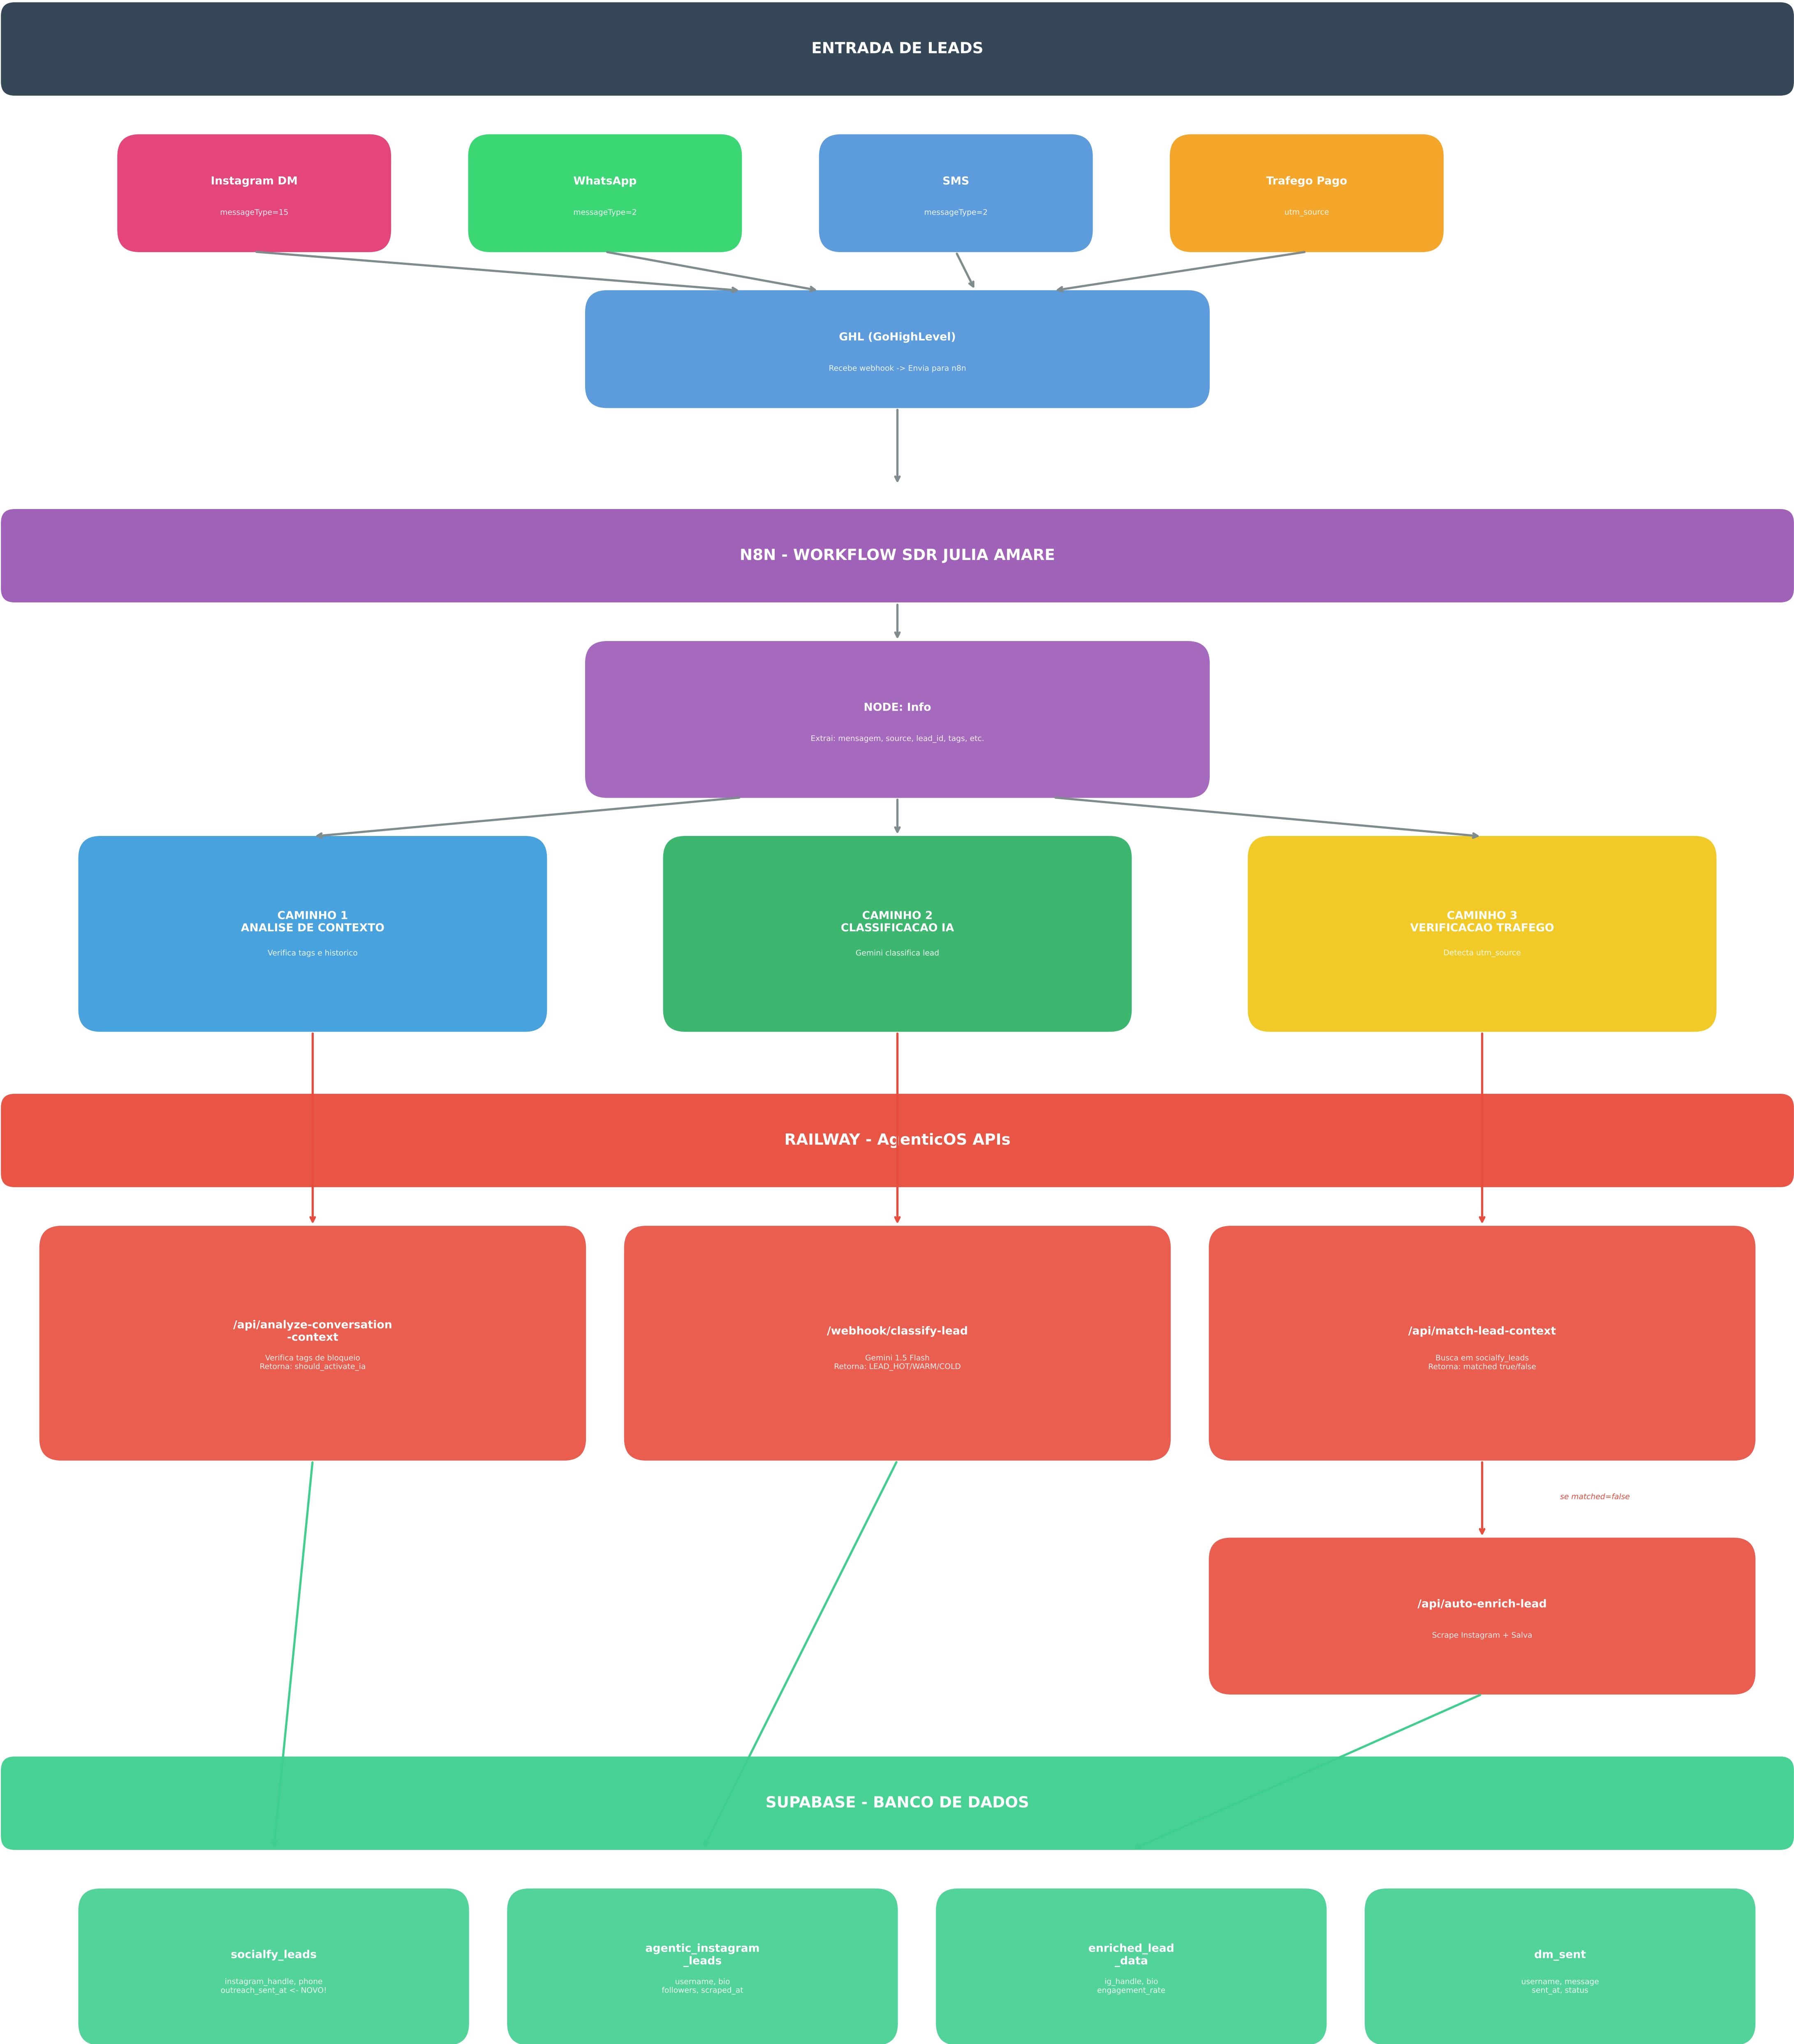 ENTRADA DE LEADS
Instagram DM
messageType=15
WhatsApp
messageType=2
SMS
messageType=2
Trafego Pago
utm_source
GHL (GoHighLevel)
Recebe webhook -> Envia para n8n
N8N - WORKFLOW SDR JULIA AMARE
NODE: Info
Extrai: mensagem, source, lead_id, tags, etc.
CAMINHO 1
ANALISE DE CONTEXTO
Verifica tags e historico
CAMINHO 2
CLASSIFICACAO IA
Gemini classifica lead
CAMINHO 3
VERIFICACAO TRAFEGO
Detecta utm_source
RAILWAY - AgenticOS APIs
/api/analyze-conversation
-context
Verifica tags de bloqueio
Retorna: should_activate_ia
/webhook/classify-lead
Gemini 1.5 Flash
Retorna: LEAD_HOT/WARM/COLD
/api/match-lead-context
Busca em socialfy_leads
Retorna: matched true/false
se matched=false
/api/auto-enrich-lead
Scrape Instagram + Salva
SUPABASE - BANCO DE DADOS
socialfy_leads
instagram_handle, phone
outreach_sent_at <- NOVO!
agentic_instagram
_leads
username, bio
followers, scraped_at
enriched_lead
_data
ig_handle, bio
engagement_rate
dm_sent
username, message
sent_at, status